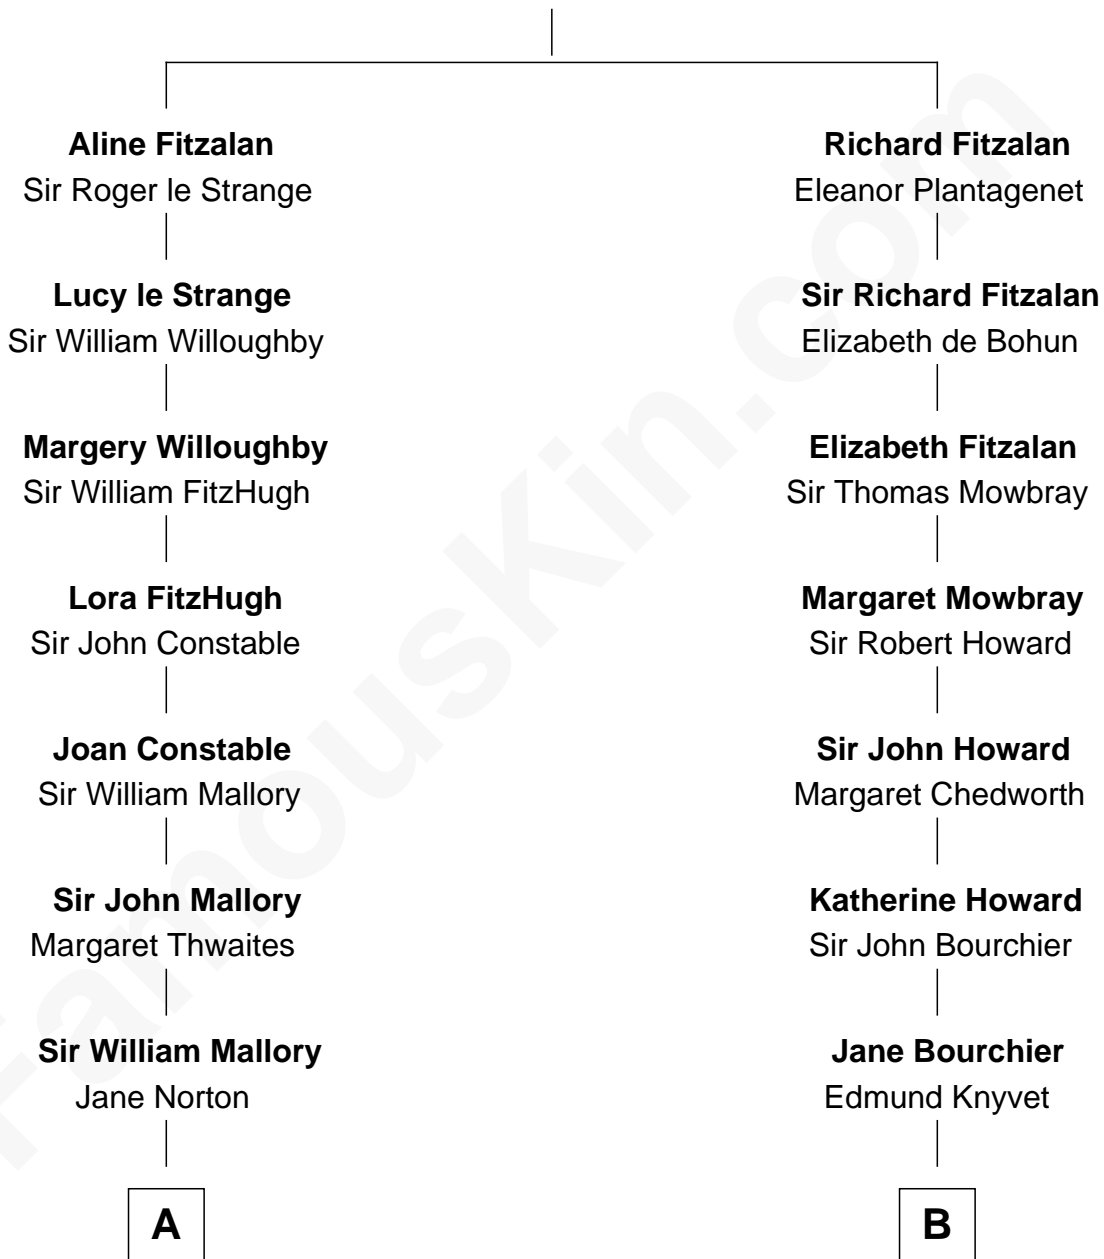 Aline Fitzalan
Sir Roger le Strange
Lucy le Strange
Sir William Willoughby
Margery Willoughby
Sir William FitzHugh
Lora FitzHugh
Sir John Constable
Joan Constable
Sir William Mallory
Sir John Mallory
Margaret Thwaites
Sir William Mallory
Jane Norton
A
Richard Fitzalan
Eleanor Plantagenet
Sir Richard Fitzalan
Elizabeth de Bohun
Elizabeth Fitzalan
Sir Thomas Mowbray
Margaret Mowbray
Sir Robert Howard
Sir John Howard
Margaret Chedworth
Katherine Howard
Sir John Bourchier
Jane Bourchier
Edmund Knyvet
B
FamousKin.com